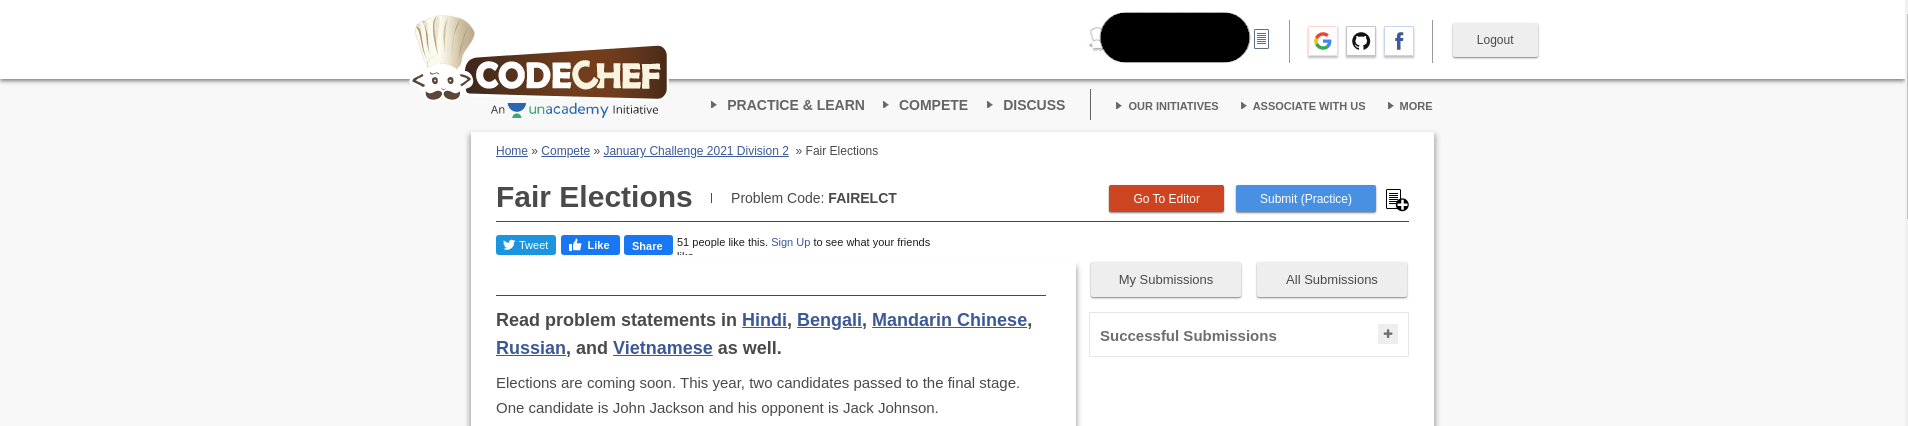 Logout
CODECHEF
An unacademy Initiative
PRACTICE & LEARN COMPETE DISCUSS OUR INITIATIVES ASSOCIATE WITH US MORE
Home » Compete » January Challenge 2021 Division 2 » Fair Elections
Fair Elections | Problem Code: FAIRELCT Go To Editor Submit (Practice)
Tweet Like Share 51 people like this. Sign Up to see what your friends
My Submissions All Submissions
Successful Submissions
Read problem statements in Hindi, Bengali, Mandarin Chinese,
Russian, and Vietnamese as well.
Elections are coming soon. This year, two candidates passed to the final stage.
One candidate is John Jackson and his opponent is Jack Johnson.